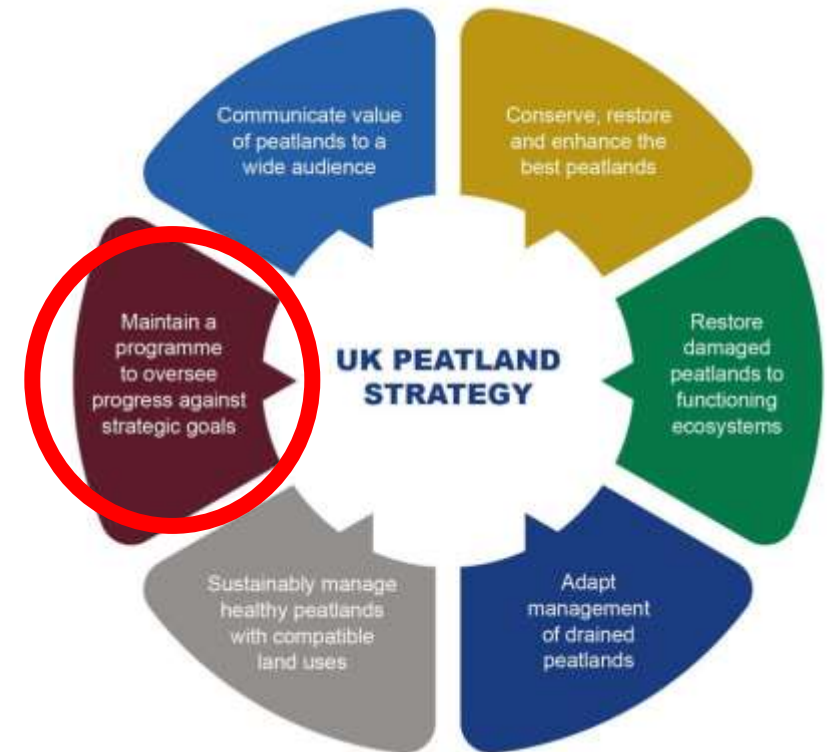 Communicate value
of peatlands to a
wide audience
Conserve, restore
and enhance the
best peatlands
Maintain a
programme
to oversee
progress against
strategic goals
UK PEATLAND
STRATEGY
Restore
damaged
peatlands to
functioning
ecosystems
Sustainably manage
healthy peatlands
with compatible
land uses
Adapt
management
of drained
peatlands